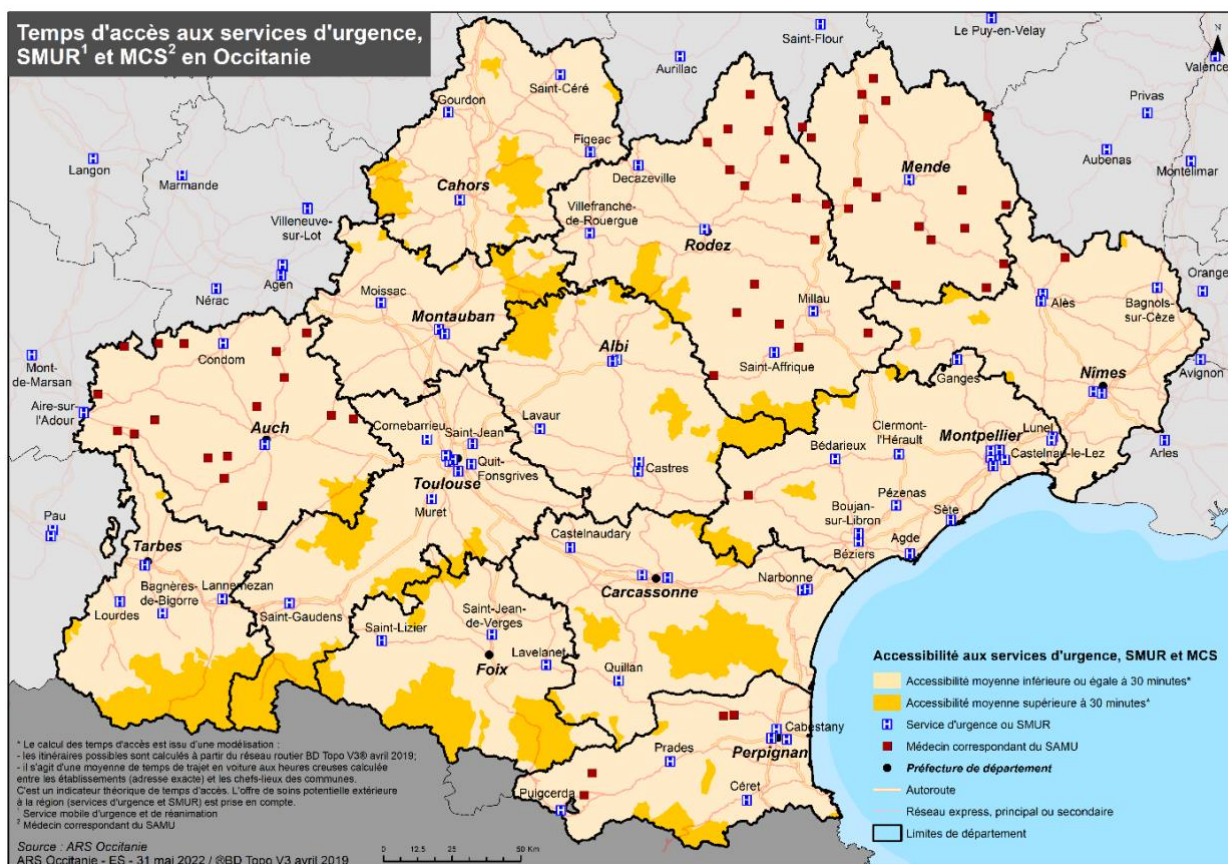 Temps d'accès aux services d'urgence,
SMUR¹ et MCS² en Occitanie
Saint-Flour
Le Puy-en-Velay
N
Aurillac
Valence
Saint-Céré
Gourdon
Privas
Figeac
Langon
Marmande
Decazeville
Mende
Aubenas
Montélimar
Cahors
Villeneuve-
sur-Lot
Villefranche-
de-Rouergue
Rodez
Agen
Nérac
Moissac
Millau
Alès
Orange
Bagnols-
sur-Cèze
Montauban
Condom
Albi
Saint-Affrique
Ganges
Nîmes
Avignon
Mont-
de-Marsan
Aire-sur-
l'Adour
Auch
Cornebarrieu
Saint-Jean
Lavaur
Bédarieux
Clermont-
l'Hérault
Montpellier
Lunel
Castelnau-le-Lez
Arles
Quit-
Fonsgrives
Toulouse
Castres
Muret
Pézenas
Boujan-
sur-Libron
Sète
Pau
Tarbes
Castelnaudary
Béziers
Agde
Bagnères-
de-Bigorre
Lannemezan
Carcassonne
Narbonne
Lourdes
Saint-Gaudens
Saint-Lizier
Saint-Jean-
de-Verges
Foix
Lavelanet
Quillan
Cabestany
Perpignan
Prades
Puigcerda
Céret
Accessibilité aux services d'urgence, SMUR et MCS
Accessibilité moyenne inférieure ou égale à 30 minutes*
Accessibilité moyenne supérieure à 30 minutes*
H Service d'urgence ou SMUR
Médecin correspondant du SAMU
Préfecture de département
Autoroute
Réseau express, principal ou secondaire
Limites de département
* Le calcul des temps d'accès est issu d'une modélisation :
- les itinéraires possibles sont calculés à partir du réseau routier BD Topo V3® avril 2019;
- il s'agit d'une moyenne de temps de trajet en voiture aux heures creuses calculée
entre les établissements (adresse exacte) et les chefs-lieux des communes.
C'est un indicateur théorique de temps d'accès. L'offre de soins potentielle extérieure
à la région (services d'urgence et SMUR) est prise en compte.
¹ Service mobile d'urgence et de réanimation
² Médecin correspondant du SAMU
Source : ARS Occitanie
ARS Occitanie - ES - 31 mai 2022 / ®BD Topo V3 avril 2019
0 12,5 25 50 Km